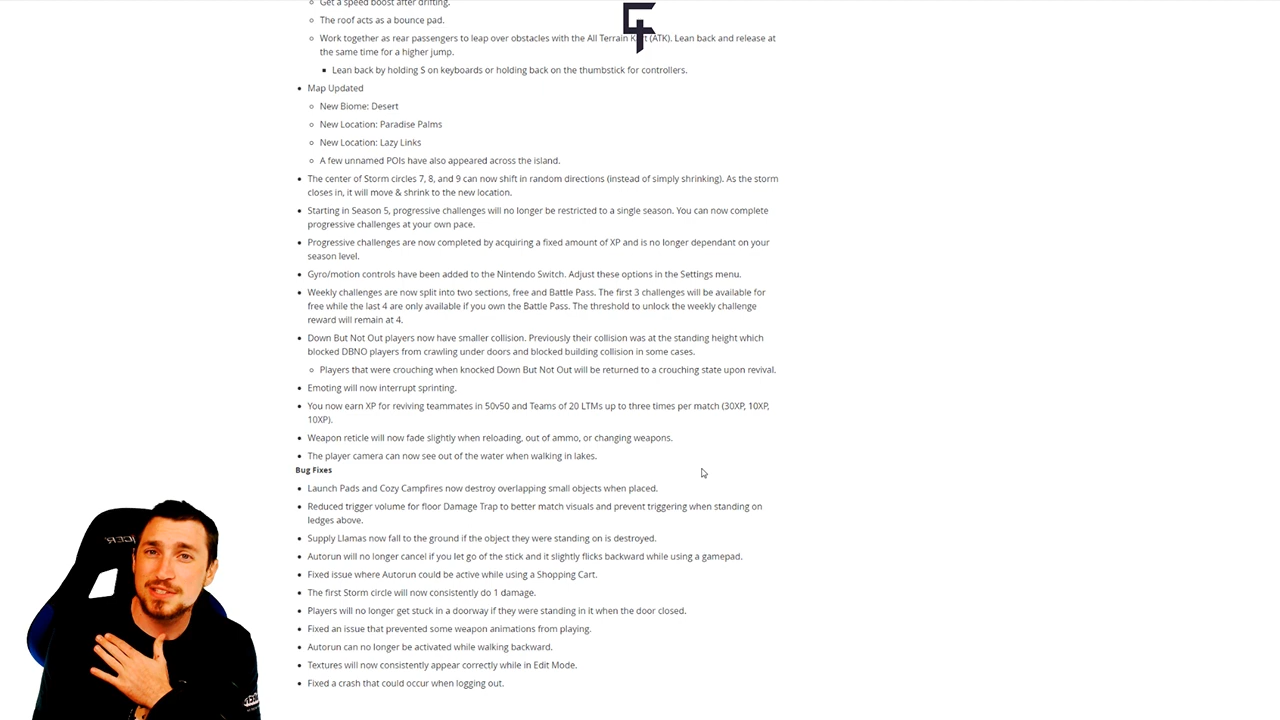 Get a speed boost after drifting.
The roof acts as a bounce pad.
Work together as rear passengers to leap over obstacles with the All Terrain (ATK). Lean back and release at
the same time for a higher jump.
Lean back by holding S on keyboards or holding back on the thumbstick for controllers.
Map Updated
New Biome: Desert
New Location: Paradise Palms
New Location: Lazy Links
A few unnamed POIs have also appeared across the island.
The center of Storm circles 7, 8, and 9 can now shift in random directions (instead of simply shrinking). As the storm
closes in, it will move & shrink to the new location.
Starting in Season 5, progressive challenges will no longer be restricted to a single season. You can now complete
progressive challenges at your own pace.
Progressive challenges are now completed by acquiring a fixed amount of XP and is no longer dependant on your
season level.
Gyro/motion controls have been added to the Nintendo Switch. Adjust these options in the Settings menu.
Weekly challenges are now split into two sections, free and Battle Pass. The first 3 challenges will be available for
free while the last 4 are only available if you own the Battle Pass. The threshold to unlock the weekly challenge
reward will remain at 4.
Down But Not Out players now have smaller collision. Previously their collision was at the standing height which
blocked DBNO players from crawling under doors and blocked building collision in some cases.
Players that were crouching when knocked Down But Not Out will be returned to a crouching state upon revival.
Emoting will now interrupt sprinting.
You now earn XP for reviving teammates in 50v50 and Teams of 20 LTMs up to three times per match (30XP, 10XP,
10XP).
Weapon reticle will now fade slightly when reloading, out of ammo, or changing weapons.
The player camera can now see out of the water when walking in lakes.
Bug Fixes
Launch Pads and Cozy Campfires now destroy overlapping small objects when placed.
Reduced trigger volume for floor Damage Trap to better match visuals and prevent triggering when standing on
ledges above.
Supply Llamas now fall to the ground if the object they were standing on is destroyed.
Autorun will no longer cancel if you let go of the stick and it slightly flicks backward while using a gamepad.
Fixed issue where Autorun could be active while using a Shopping Cart.
The first Storm circle will now consistently do 1 damage.
Players will no longer get stuck in a doorway if they were standing in it when the door closed.
Fixed an issue that prevented some weapon animations from playing.
Autorun can no longer be activated while walking backward.
Textures will now consistently appear correctly while in Edit Mode.
Fixed a crash that could occur when logging out.